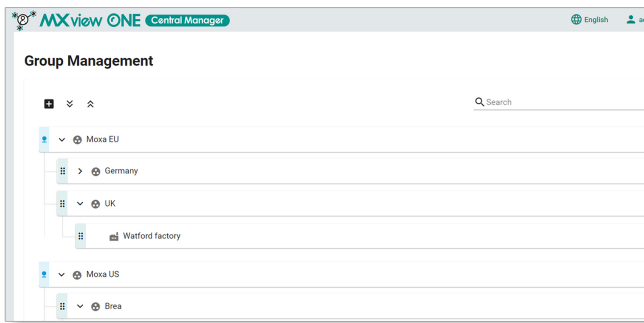 MXview ONE Central Manager
English
Group Management
Search
Moxa EU
Germany
UK
Watford factory
Moxa US
Brea